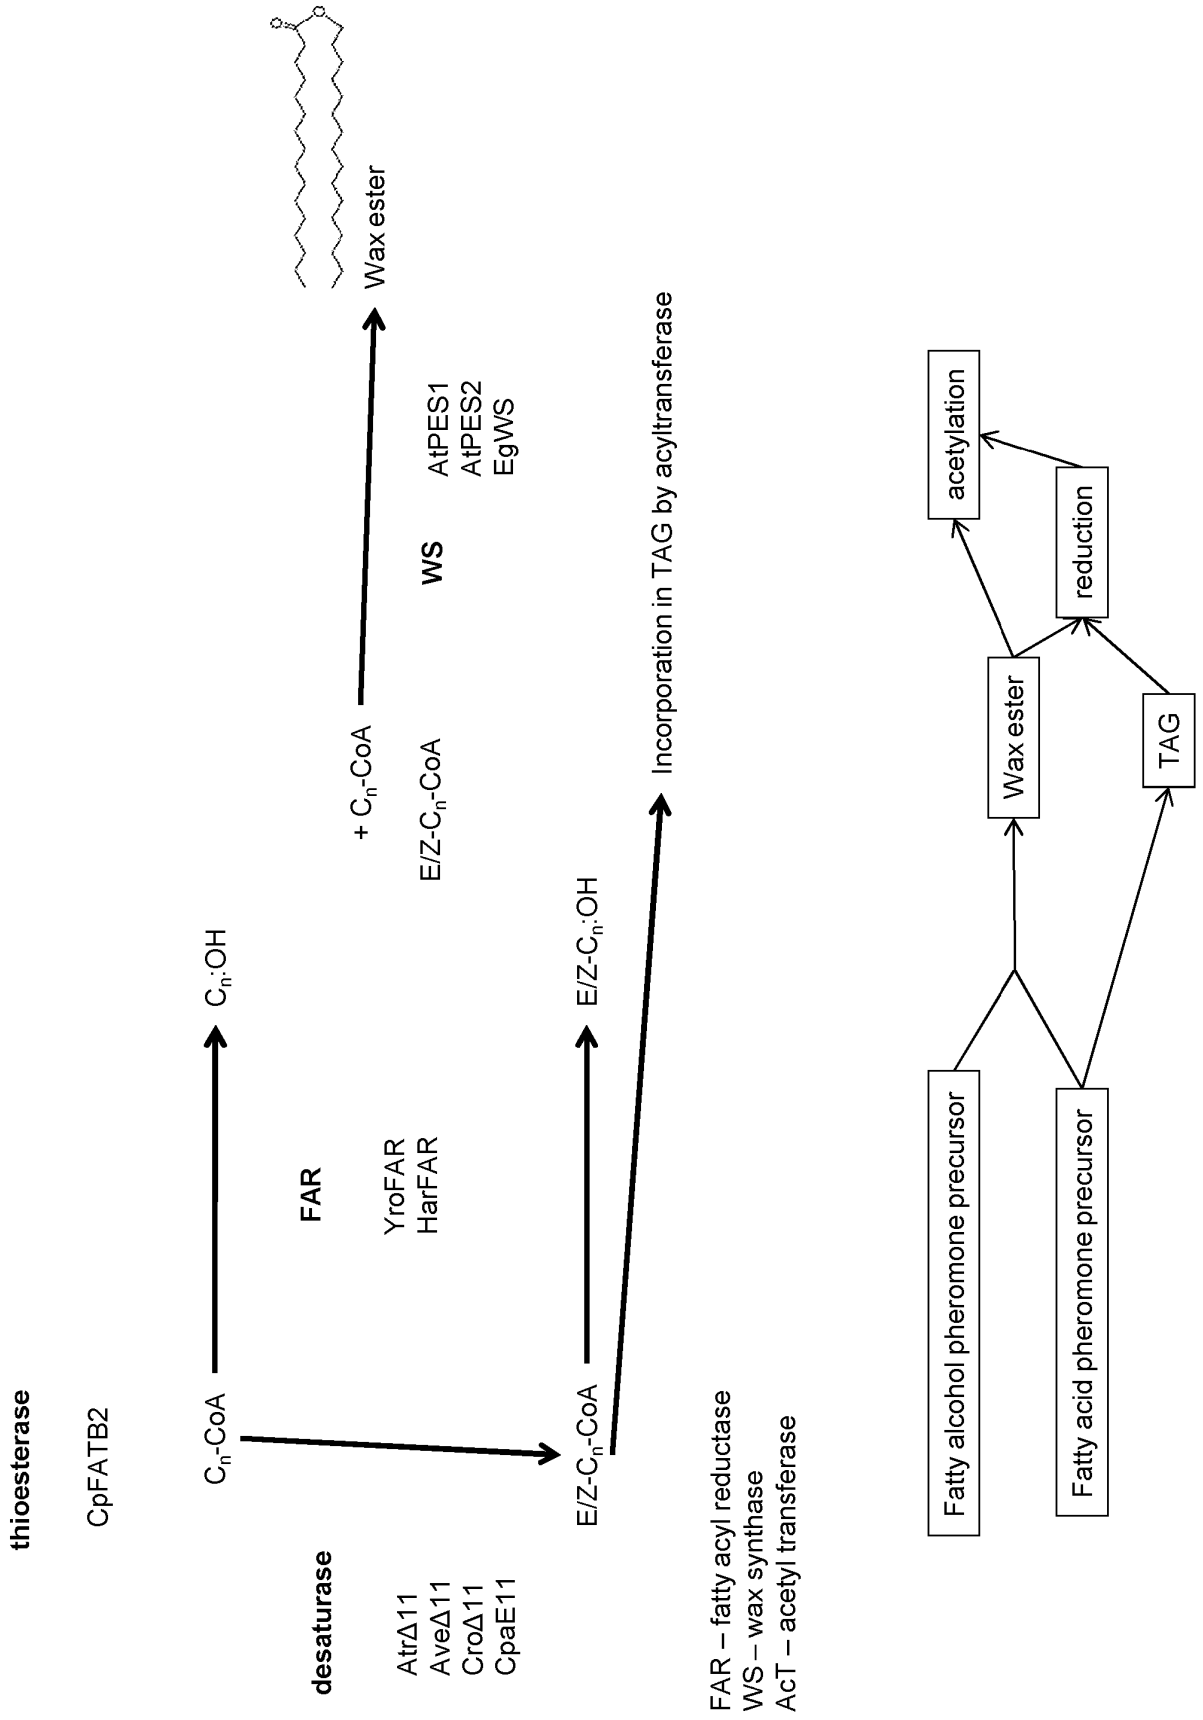 thioesterase
CpFATB2
Cn-CoA
Cn:OH
desaturase
AtrΔ11
AveΔ11
CroΔ11
CpaE11
FAR
YroFAR
HarFAR
+ Cn-CoA
E/Z-Cn-CoA
WS
AtPES1
AtPES2
EgWS
O
O
Wax ester
E/Z-Cn-CoA
E/Z-Cn:OH
Incorporation in TAG by acyltransferase
FAR – fatty acyl reductase
WS – wax synthase
AcT – acetyl transferase
Fatty alcohol pheromone precursor
Fatty acid pheromone precursor
Wax ester
TAG
acetylation
reduction